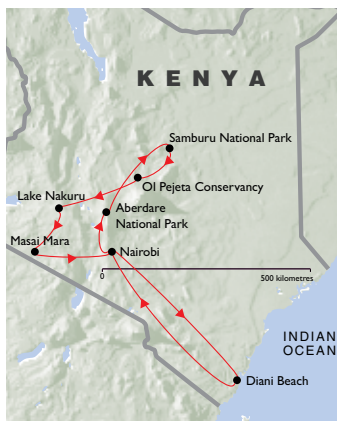 KENYA
Samburu National Park
Ol Pejeta Conservancy
Lake Nakuru
Aberdare
National Park
Masai Mara
Nairobi
0
500 kilometres
INDIAN
OCEAN
Diani Beach